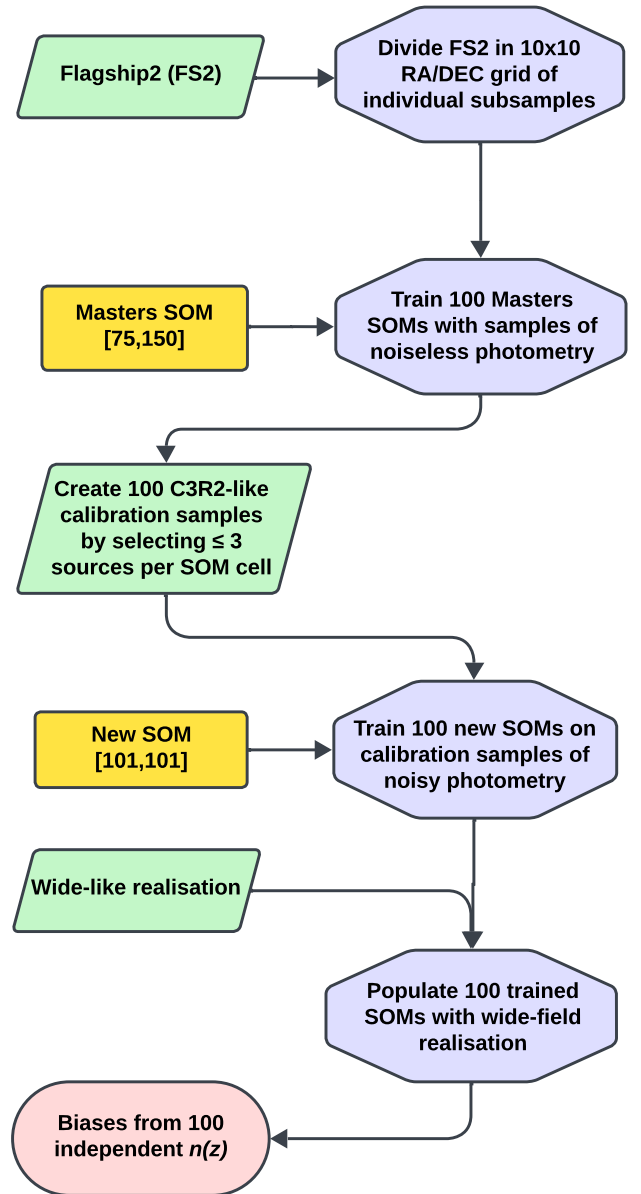 Flagship2 (FS2)
Divide FS2 in 10x10
RA/DEC grid of
individual subsamples
Masters SOM
[75,150]
Train 100 Masters
SOMs with samples of
noiseless photometry
Create 100 C3R2-like
calibration samples
by selecting ≤ 3
sources per SOM cell
New SOM
[101,101]
Train 100 new SOMs on
calibration samples of
noisy photometry
Wide-like realisation
Populate 100 trained
SOMs with wide-field
realisation
Biases from 100
independent n(z)